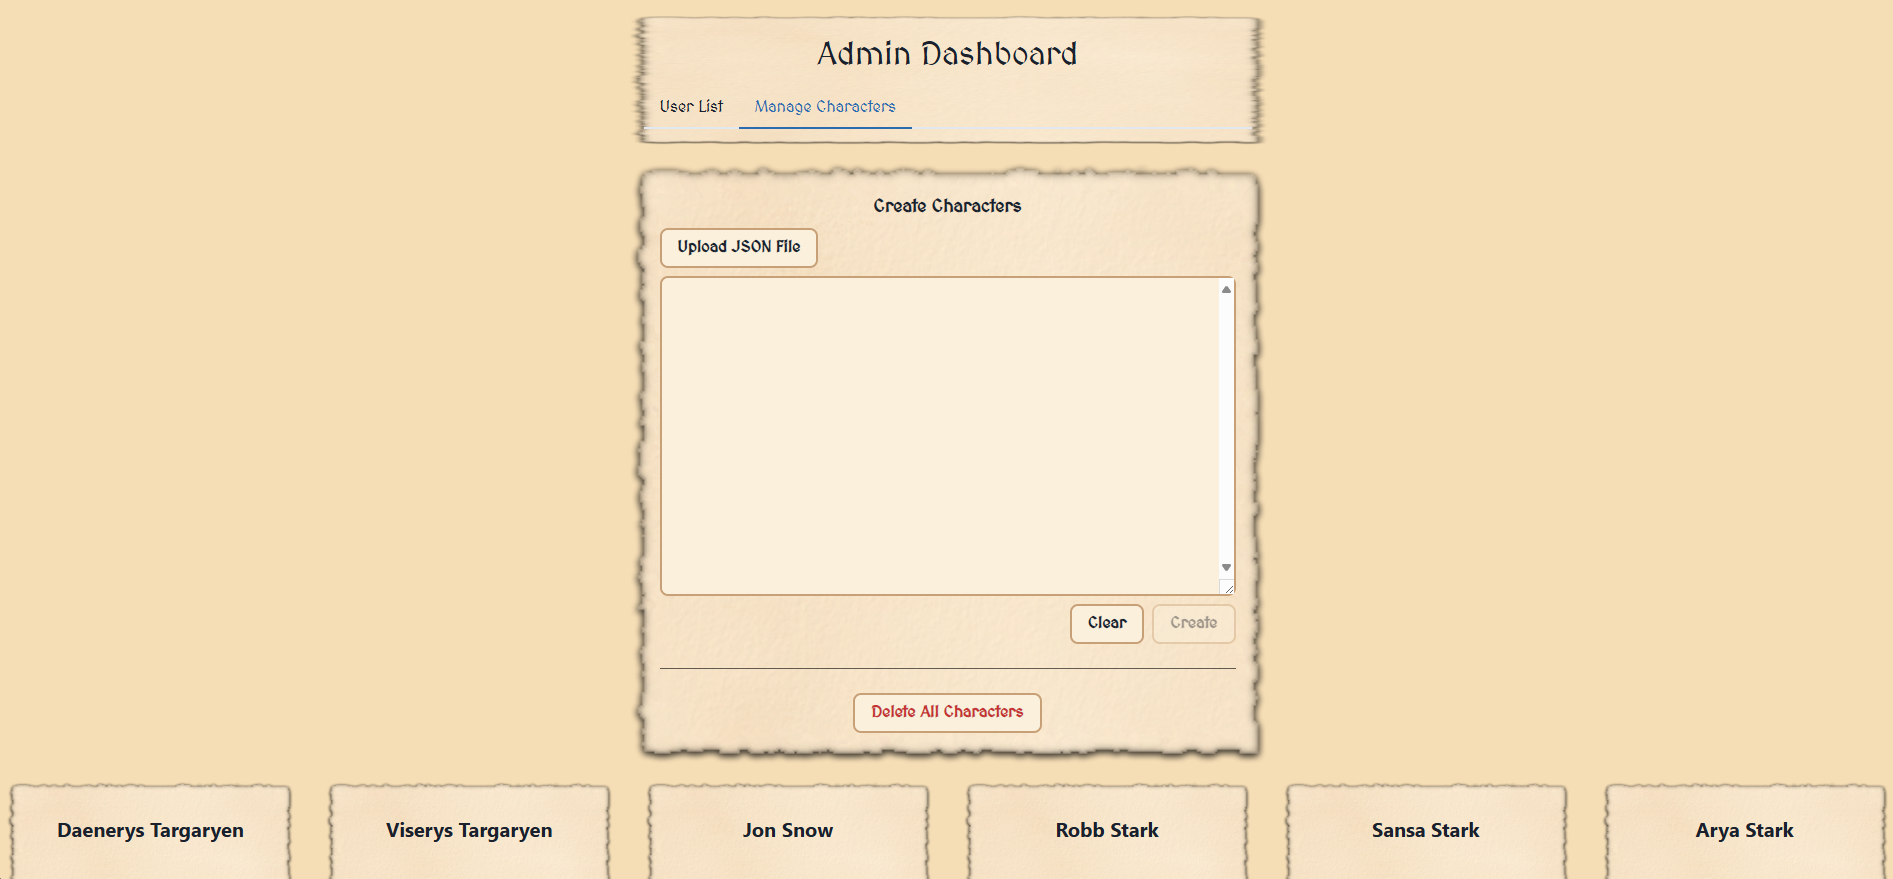 Admin Dashboard
User List
Manage Characters
Create Characters
Upload JSON File
Clear
Create
Delete All Characters
Daenerys Targaryen
Viserys Targaryen
Jon Snow
Robb Stark
Sansa Stark
Arya Stark